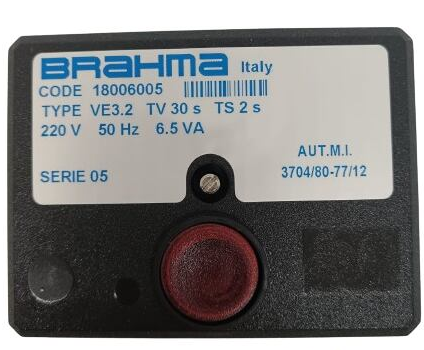 BRAHMA Italy
CODE 18006005
TYPE VE3.2 TV 30 s TS 2 s
220 V 50 Hz 6.5 VA
AUT.M.I.
SERIE 05 3704/80-77/12